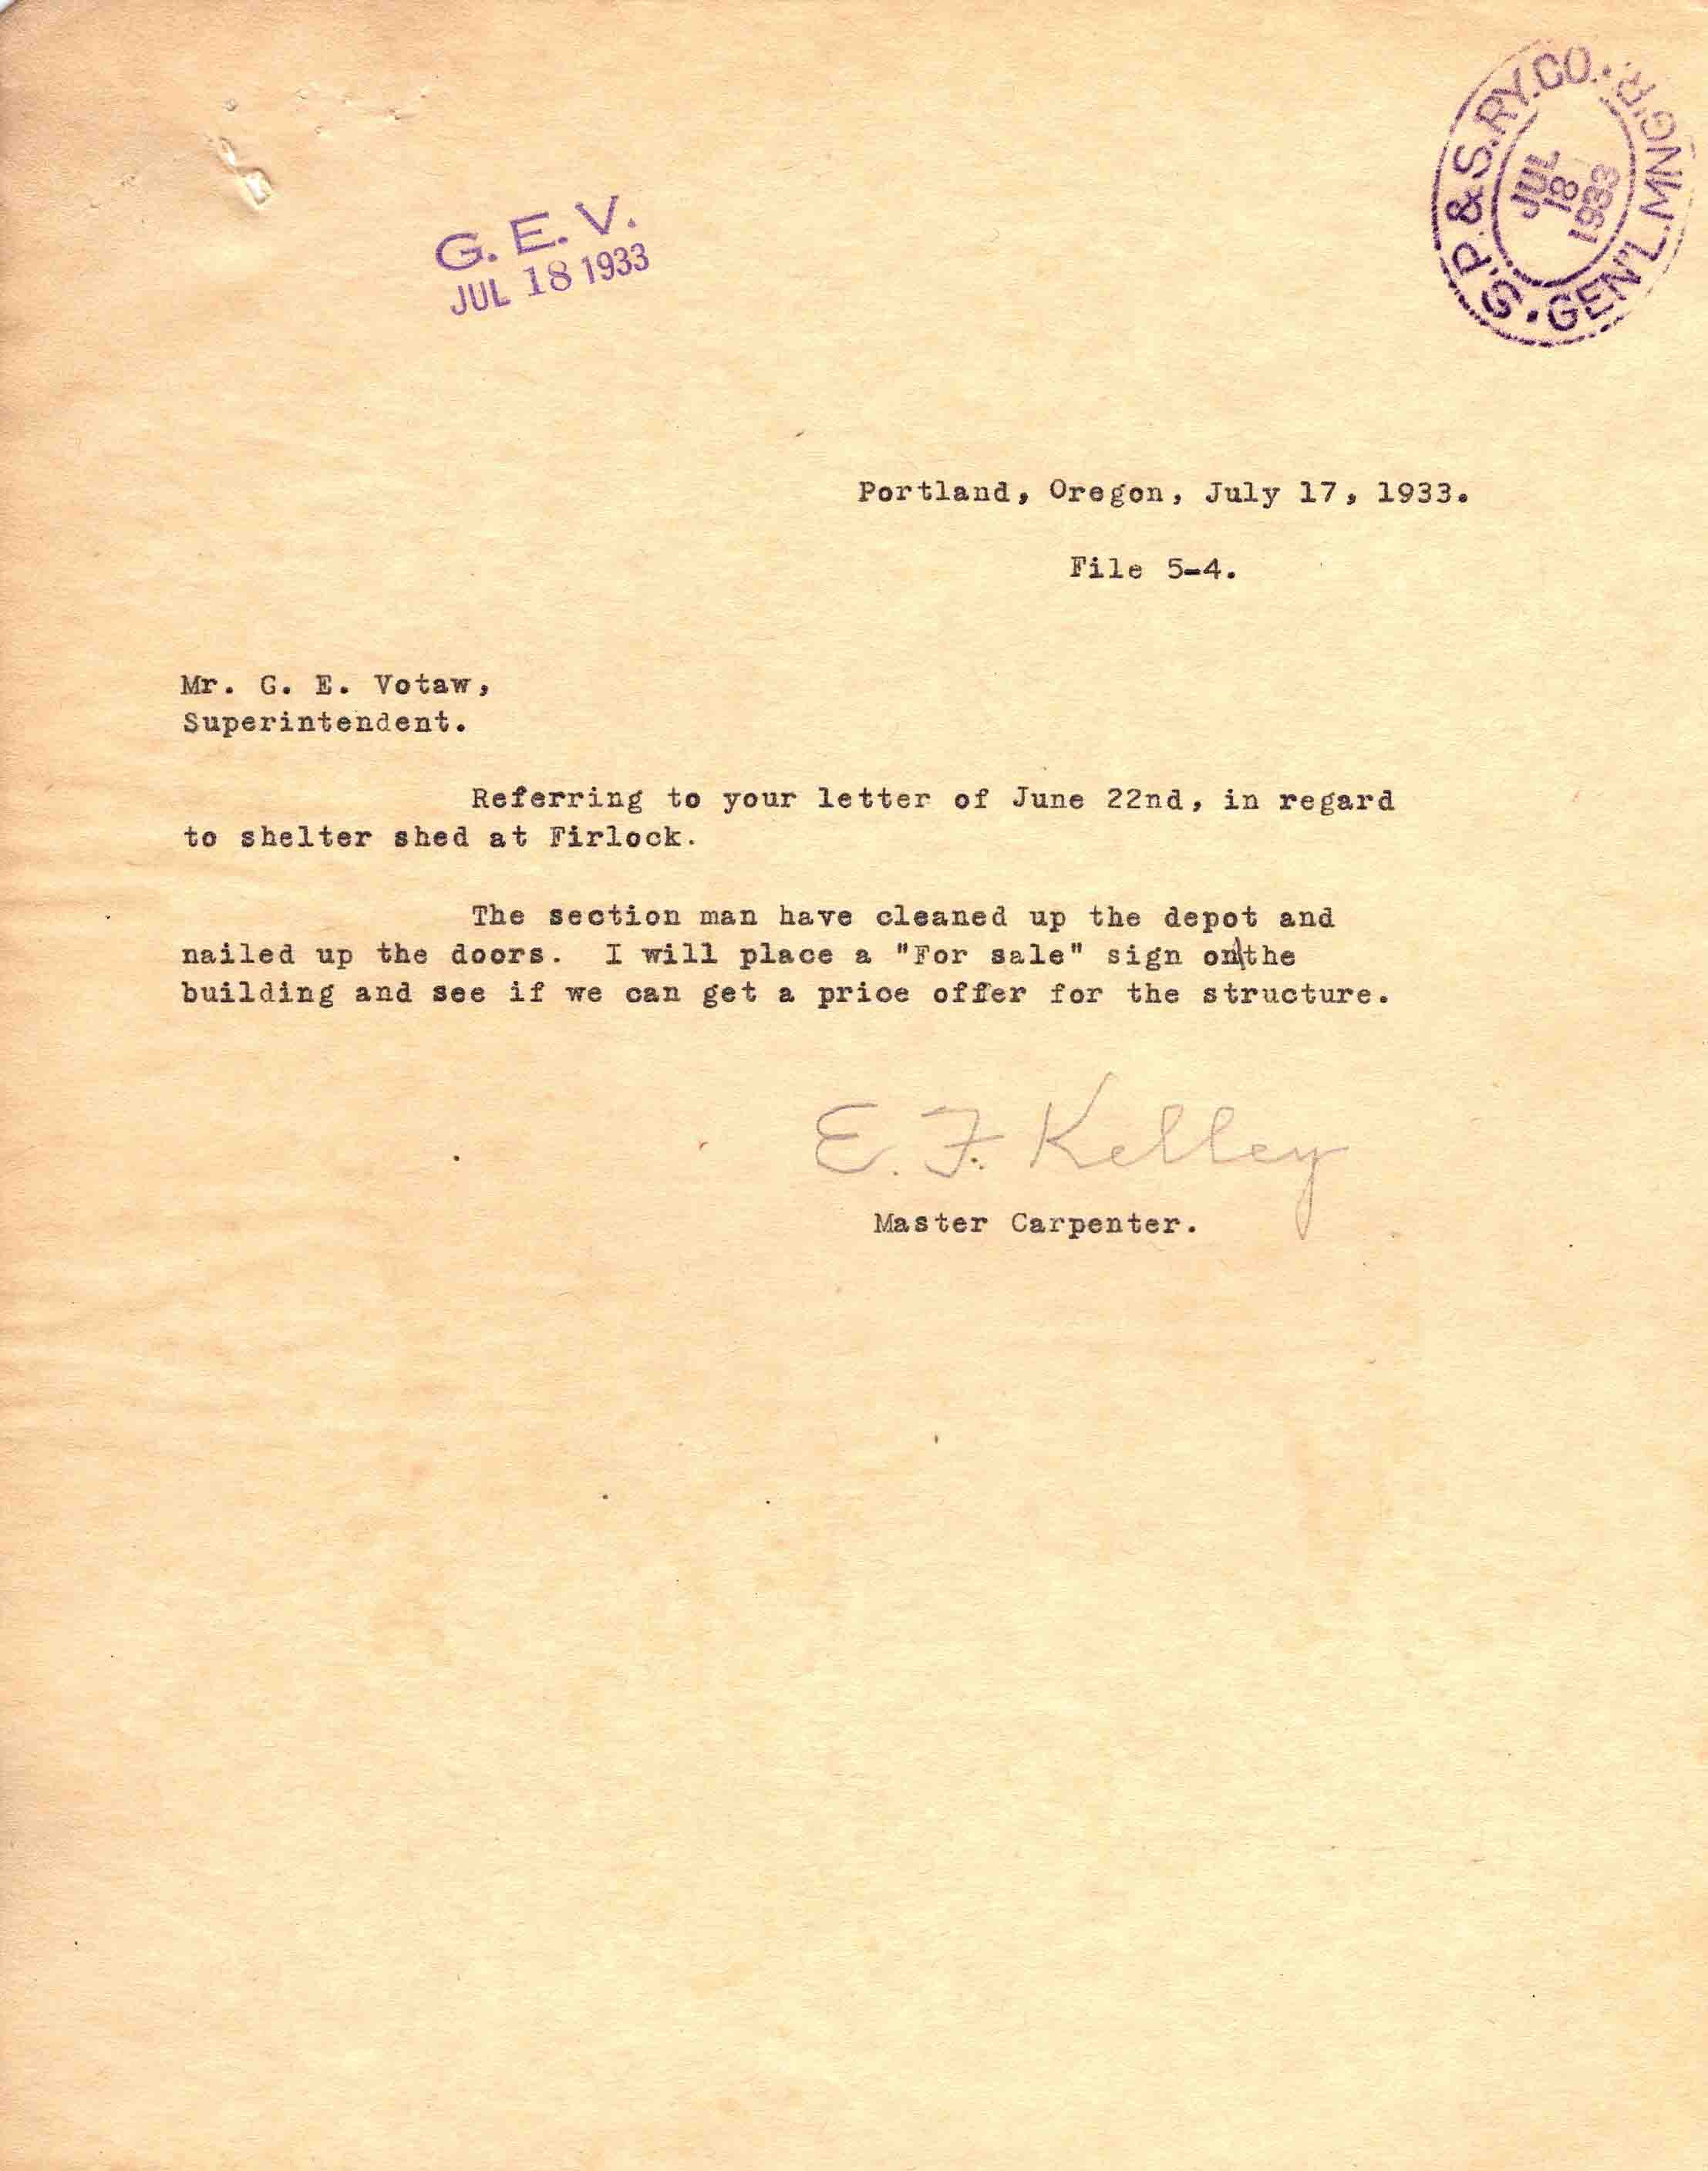 S.P.&S.RY.CO.
GEN'L.MNG'R.
JUL
18
1933
G. E. V.
JUL 18 1933
Portland, Oregon, July 17, 1933.
File 5-4.
Mr. G. E. Votaw,
Superintendent.
Referring to your letter of June 22nd, in regard
to shelter shed at Firlock.
The section man have cleaned up the depot and
nailed up the doors. I will place a "For sale" sign on\the
building and see if we can get a price offer for the structure.
E. F. Kelley
Master Carpenter.